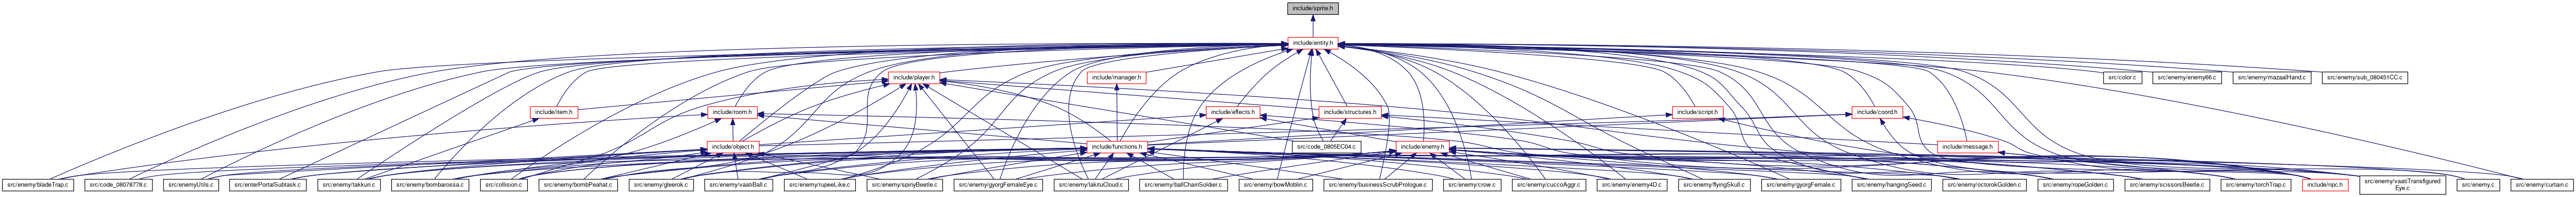 include/sprite.h
include/entity.h
include/player.h
include/manager.h
src/color.c
src/enemy/enemy66.c
src/enemy/mazaalHand.c
src/enemy/sub_080451CC.c
include/item.h
include/room.h
include/effects.h
include/structures.h
include/script.h
include/coord.h
include/object.h
include/functions.h
src/code_0805EC04.c
include/enemy.h
include/message.h
src/enemy/bladeTrap.c
src/code_08078778.c
src/enemyUtils.c
src/enterPortalSubtask.c
src/enemy/takkuri.c
src/enemy/bombarossa.c
src/collision.c
src/enemy/bombPeahat.c
src/enemy/gleerok.c
src/enemy/vaatiBall.c
src/enemy/rupeeLike.c
src/enemy/spinyBeetle.c
src/enemy/gyorgFemaleEye.c
src/enemy/lakituCloud.c
src/enemy/ballChainSoldier.c
src/enemy/bowMoblin.c
src/enemy/businessScrubPrologue.c
src/enemy/crow.c
src/enemy/cuccoAggr.c
src/enemy/enemy4D.c
src/enemy/flyingSkull.c
src/enemy/gyorgFemale.c
src/enemy/hangingSeed.c
src/enemy/octorokGolden.c
src/enemy/ropeGolden.c
src/enemy/scissorsBeetle.c
src/enemy/torchTrap.c
include/npc.h
src/enemy/vaatiTransfigured
Eye.c
src/enemy.c
src/enemy/curtain.c